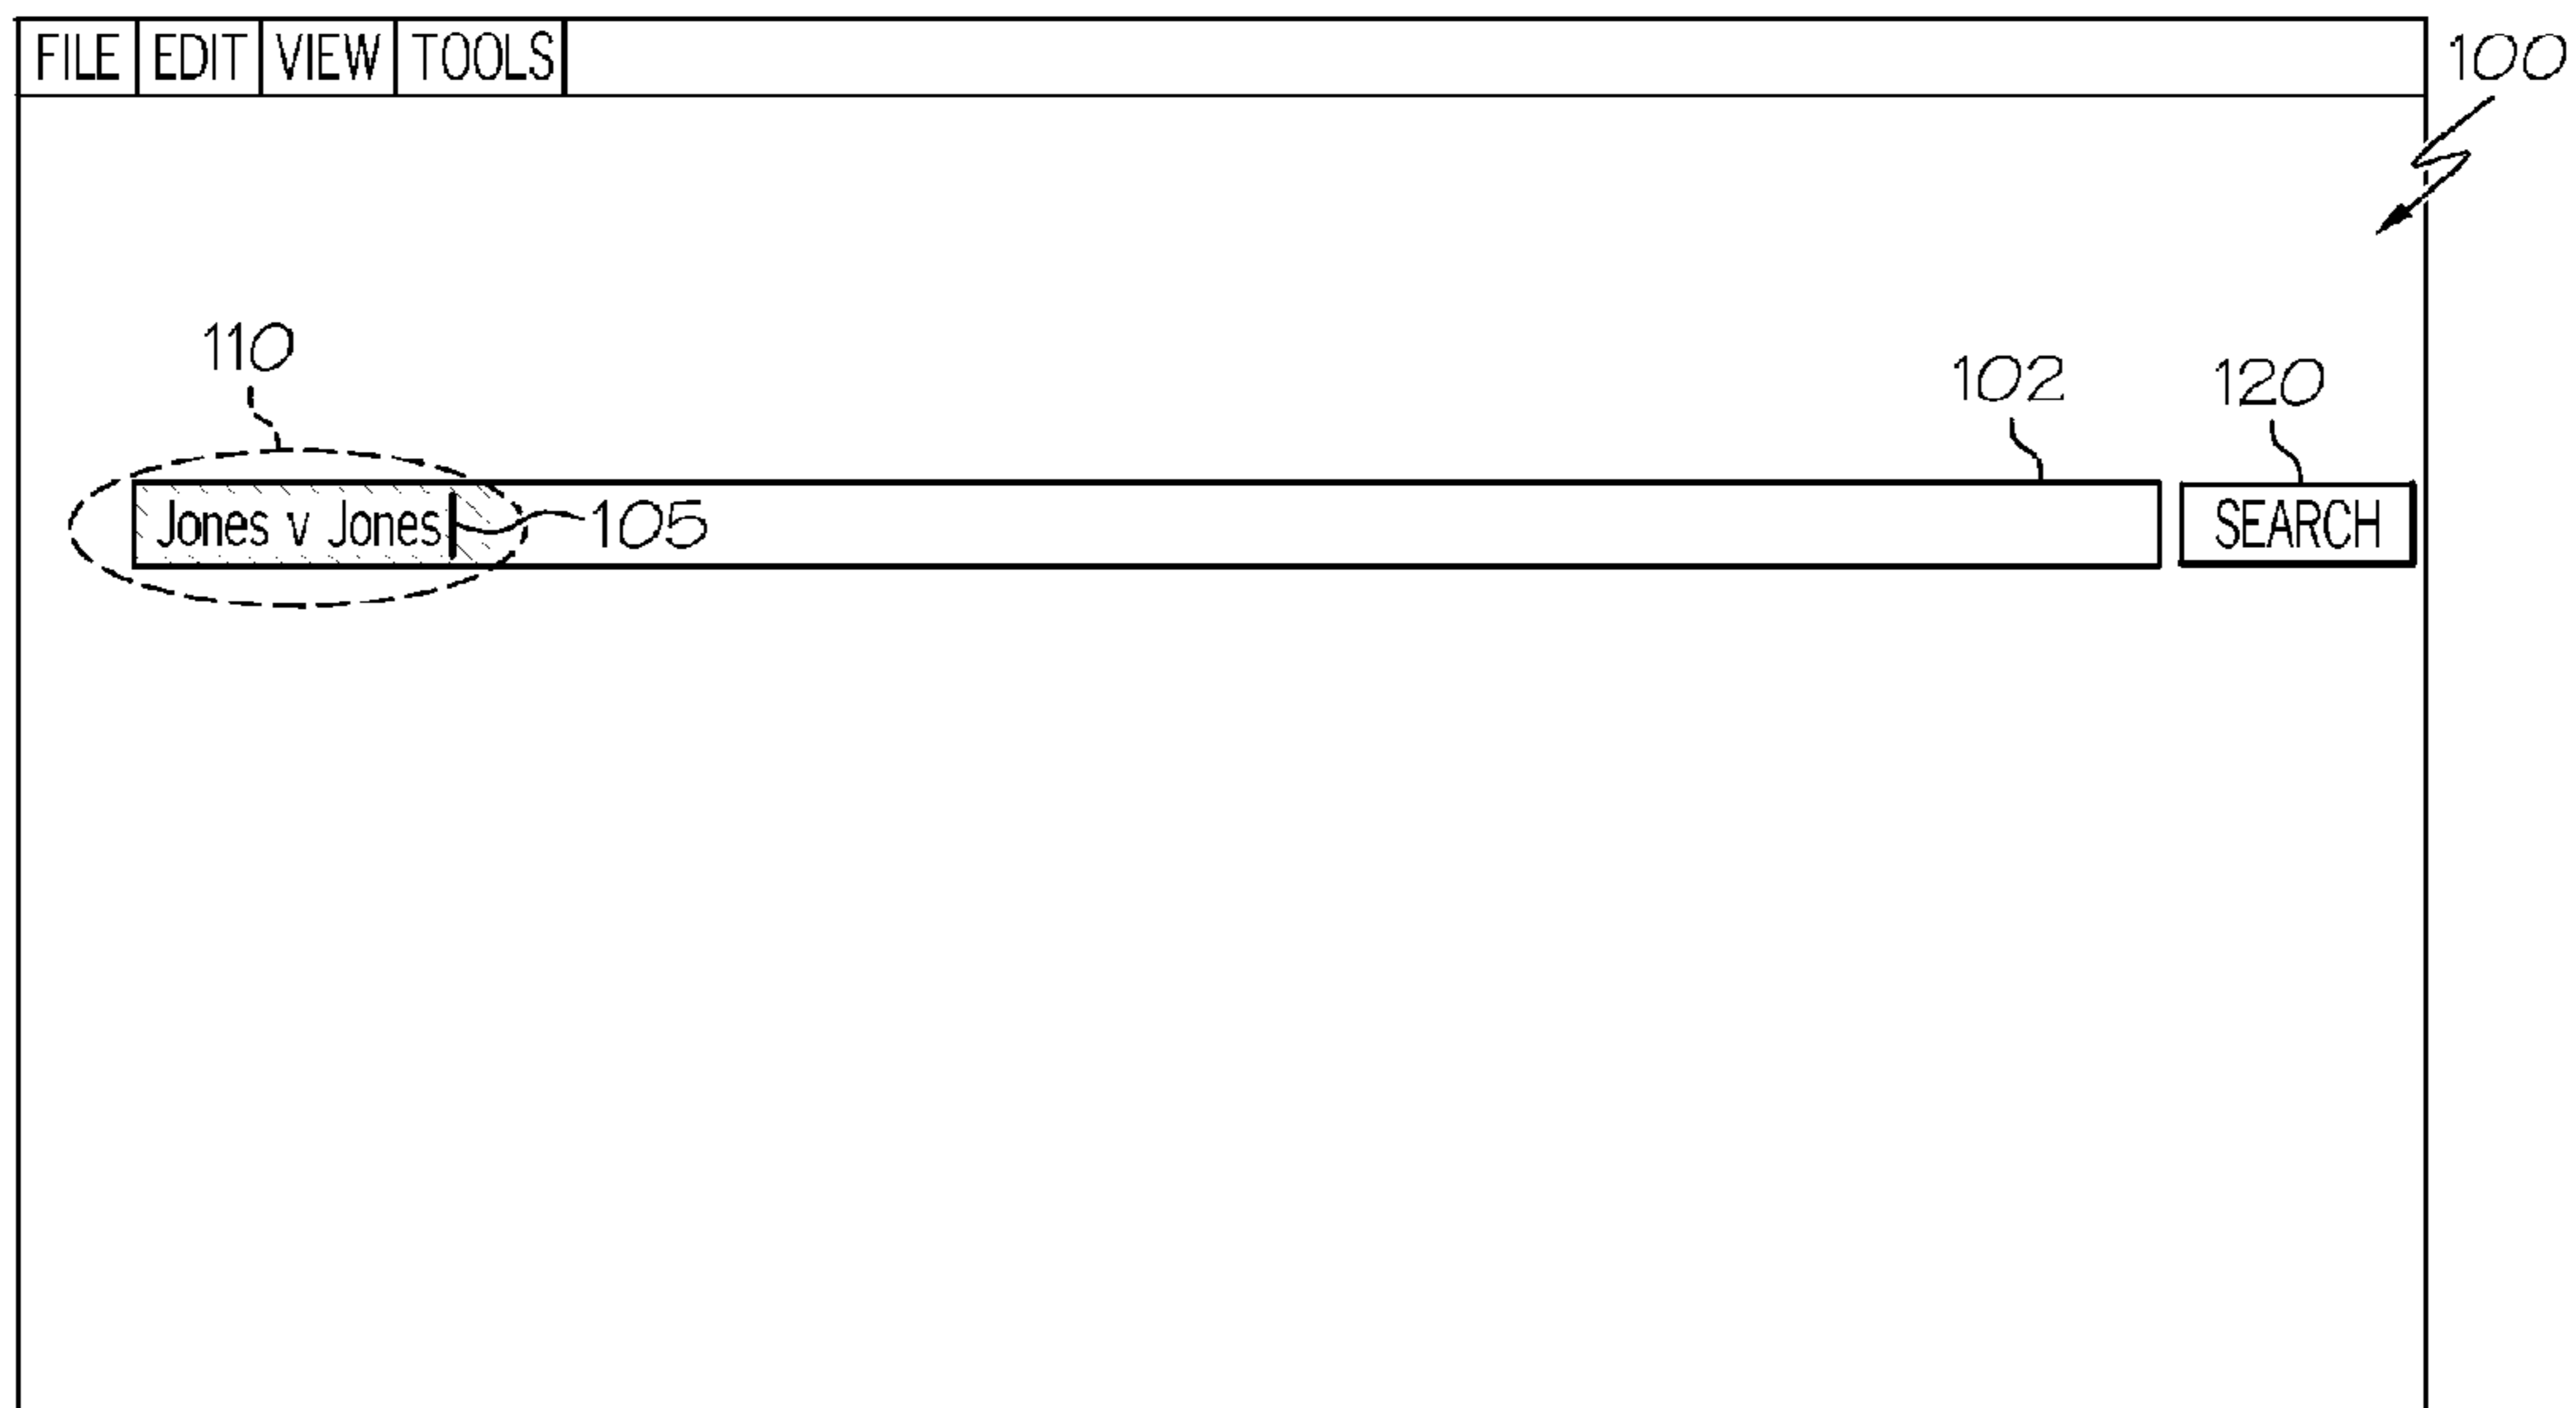 FILE EDIT VIEW TOOLS
100
110
102
120
Jones v Jones
105
SEARCH